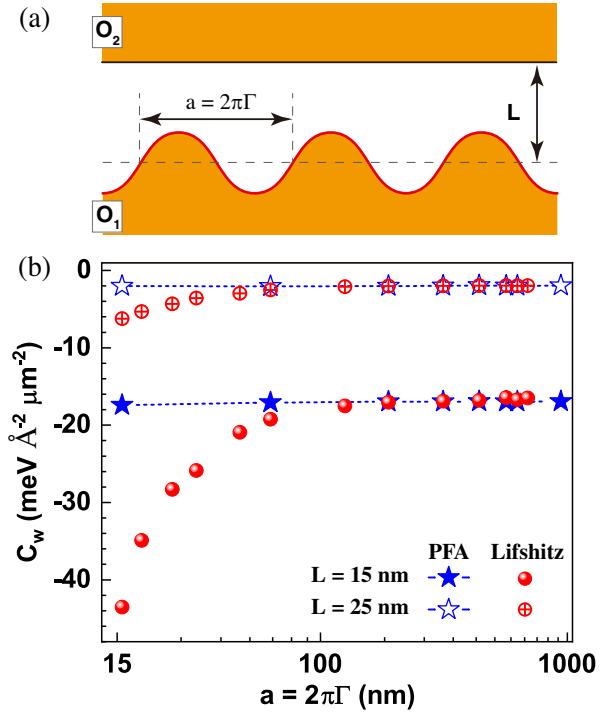 (a)
O₂
a = 2πΓ
L
O₁
(b)
0
-10
-20
-30
-40
C_w (meV Å⁻² μm⁻²)
PFA Lifshitz
L = 15 nm
L = 25 nm
15 100 1000
a = 2πΓ (nm)